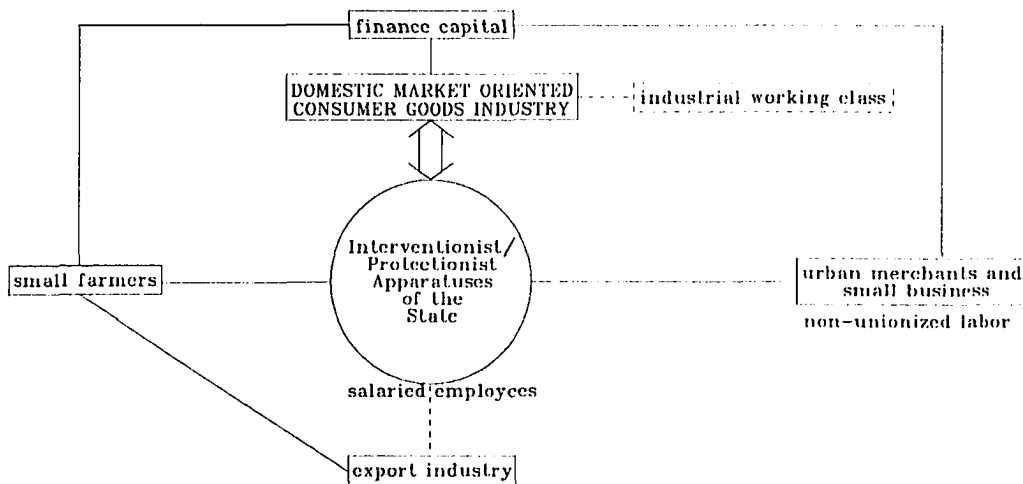 finance capital
DOMESTIC MARKET ORIENTED
CONSUMER GOODS INDUSTRY
industrial working class
Interventionist/
Protectionist
Apparatuses
of the
State
small farmers
urban merchants and
small business
non-unionized labor
salaried employees
export industry